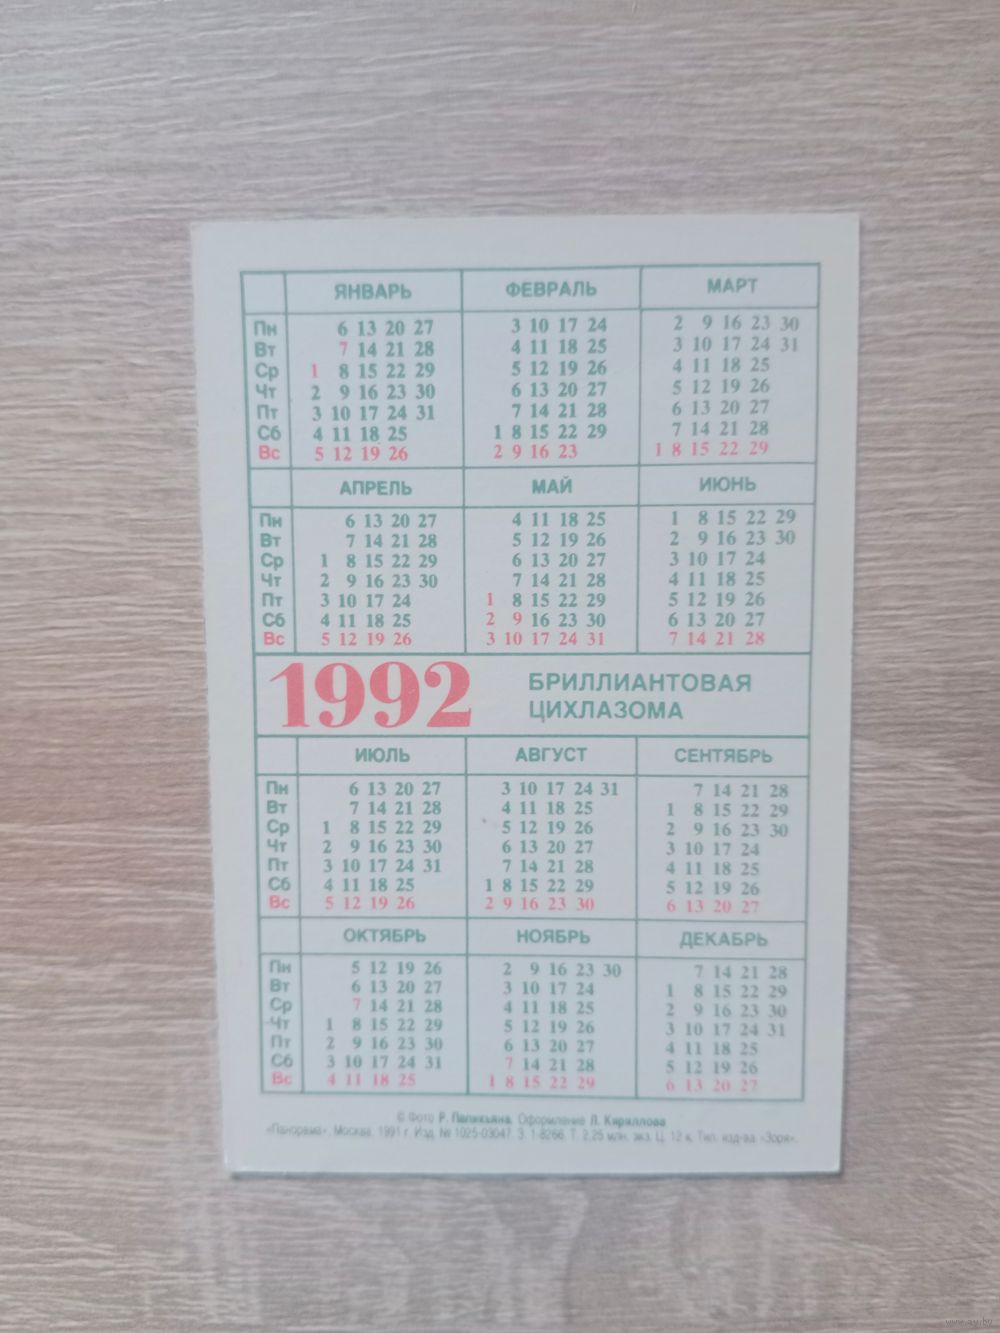 ЯНВАРЬ ФЕВРАЛЬ МАРТ
Пн 6 13 20 27 3 10 17 24 2 9 16 23 30
Вт 7 14 21 28 4 11 18 25 3 10 17 24 31
Ср 1 8 15 22 29 5 12 19 26 4 11 18 25
Чт 2 9 16 23 30 6 13 20 27 5 12 19 26
Пт 3 10 17 24 31 7 14 21 28 6 13 20 27
Сб 4 11 18 25 1 8 15 22 29 7 14 21 28
Вс 5 12 19 26 2 9 16 23 1 8 15 22 29
АПРЕЛЬ МАЙ ИЮНЬ
Пн 6 13 20 27 4 11 18 25 1 8 15 22 29
Вт 7 14 21 28 5 12 19 26 2 9 16 23 30
Ср 1 8 15 22 29 6 13 20 27 3 10 17 24
Чт 2 9 16 23 30 7 14 21 28 4 11 18 25
Пт 3 10 17 24 1 8 15 22 29 5 12 19 26
Сб 4 11 18 25 2 9 16 23 30 6 13 20 27
Вс 5 12 19 26 3 10 17 24 31 7 14 21 28
1992 БРИЛЛИАНТОВАЯ
ЦИХЛАЗОМА
ИЮЛЬ АВГУСТ СЕНТЯБРЬ
Пн 6 13 20 27 3 10 17 24 31 7 14 21 28
Вт 7 14 21 28 4 11 18 25 1 8 15 22 29
Ср 1 8 15 22 29 5 12 19 26 2 9 16 23 30
Чт 2 9 16 23 30 6 13 20 27 3 10 17 24
Пт 3 10 17 24 31 7 14 21 28 4 11 18 25
Сб 4 11 18 25 1 8 15 22 29 5 12 19 26
Вс 5 12 19 26 2 9 16 23 30 6 13 20 27
ОКТЯБРЬ НОЯБРЬ ДЕКАБРЬ
Пн 5 12 19 26 2 9 16 23 30 7 14 21 28
Вт 6 13 20 27 3 10 17 24 1 8 15 22 29
Ср 7 14 21 28 4 11 18 25 2 9 16 23 30
Чт 1 8 15 22 29 5 12 19 26 3 10 17 24 31
Пт 2 9 16 23 30 6 13 20 27 4 11 18 25
Сб 3 10 17 24 31 7 14 21 28 5 12 19 26
Вс 4 11 18 25 1 8 15 22 29 6 13 20 27
© Фото Р. Папикьяна. Оформление Л. Кириллова
«Панорама». Москва. 1991 г. Изд. № 1025-03047. З. 1-8266. Т. 2,25 млн. экз. Ц. 12 к. Тип. изд-ва «Зоря».